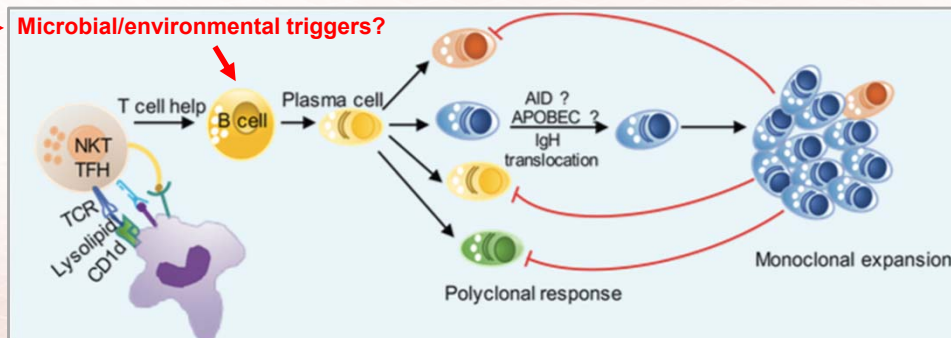 Microbial/environmental triggers?
T cell help
B cell
Plasma cell
NKT
TFH
TCR
Lysolipid
CD1d
AID ?
APOBEC ?
IgH
translocation
Polyclonal response
Monoclonal expansion